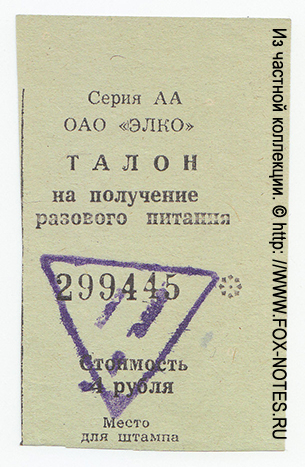 Серия АА
ОАО «ЭЛКО»
ТАЛОН
на получение
разового питания
299445
Стоимость
4 рубля
Место
для штампа
Из частной коллекции. © http: //WWW.FOX-NOTES.RU